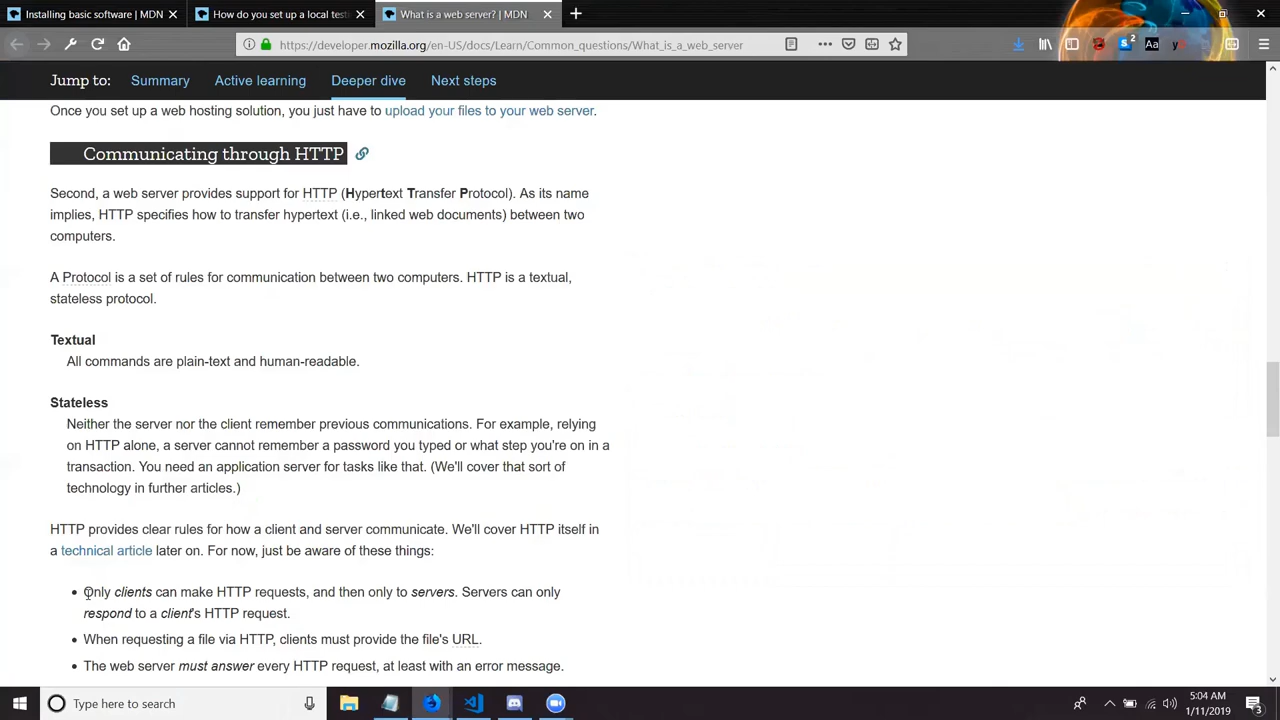 Installing basic software | MDN
How do you set up a local testi
What is a web server? | MDN
https://developer.mozilla.org/en-US/docs/Learn/Common_questions/What_is_a_web_server
Jump to: Summary Active learning Deeper dive Next steps
Once you set up a web hosting solution, you just have to upload your files to your web server.
Communicating through HTTP
Second, a web server provides support for HTTP (Hypertext Transfer Protocol). As its name
implies, HTTP specifies how to transfer hypertext (i.e., linked web documents) between two
computers.
A Protocol is a set of rules for communication between two computers. HTTP is a textual,
stateless protocol.
Textual
All commands are plain-text and human-readable.
Stateless
Neither the server nor the client remember previous communications. For example, relying
on HTTP alone, a server cannot remember a password you typed or what step you're on in a
transaction. You need an application server for tasks like that. (We'll cover that sort of
technology in further articles.)
HTTP provides clear rules for how a client and server communicate. We'll cover HTTP itself in
a technical article later on. For now, just be aware of these things:
• Only clients can make HTTP requests, and then only to servers. Servers can only
respond to a client's HTTP request.
• When requesting a file via HTTP, clients must provide the file's URL.
• The web server must answer every HTTP request, at least with an error message.
Type here to search
5:04 AM
1/11/2019